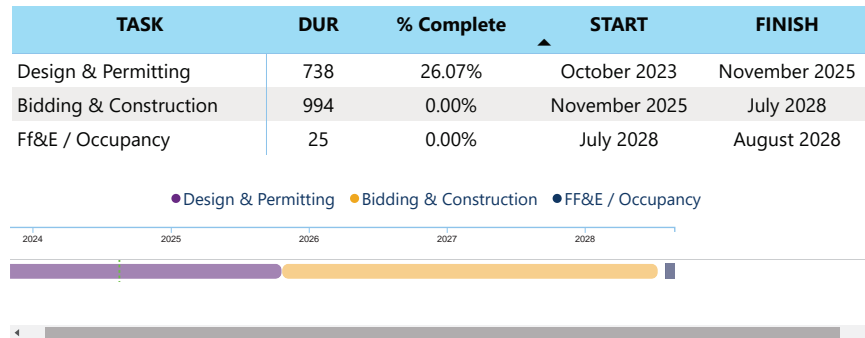 TASK DUR % Complete START FINISH
Design & Permitting 738 26.07% October 2023 November 2025
Bidding & Construction 994 0.00% November 2025 July 2028
Ff&E / Occupancy 25 0.00% July 2028 August 2028
Design & Permitting Bidding & Construction FF&E / Occupancy
2024 2025 2026 2027 2028